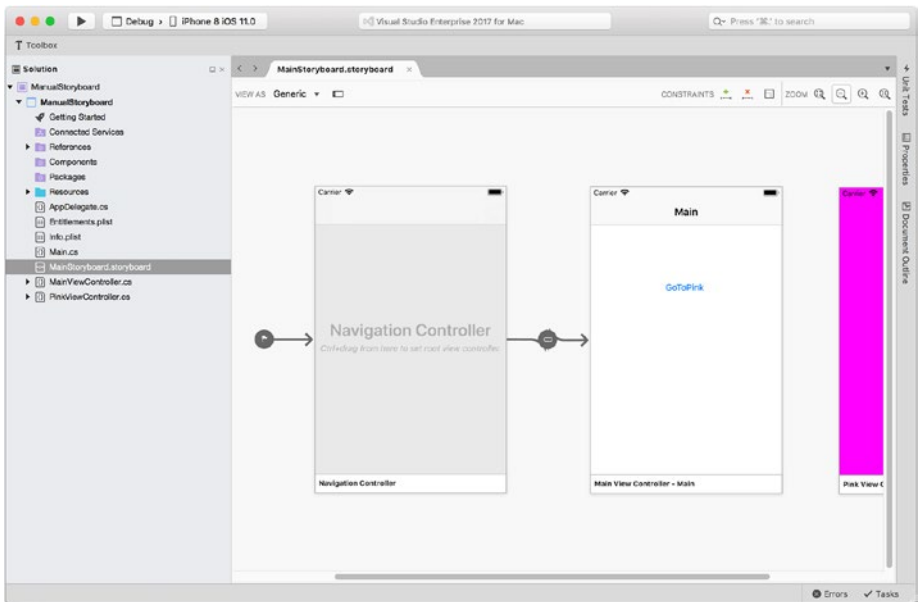 Debug › iPhone 8 iOS 11.0
Visual Studio Enterprise 2017 for Mac
Press "⌘." to search
Toolbox
Solution
ManualStoryboard
ManualStoryboard
Getting Started
Connected Services
References
Components
Packages
Resources
AppDelegate.cs
Entitlements.plist
Info.plist
Main.cs
MainStoryboard.storyboard
MainViewController.cs
PinkViewController.cs
MainStoryboard.storyboard
VIEW AS Generic
CONSTRAINTS
ZOOM
Carrier
Navigation Controller
Ctrl+drag from here to set root view controller.
Navigation Controller
Carrier
Main
GoToPink
Main View Controller - Main
Carrier
Pink View C
Unit Tests
Properties
Document Outline
Errors
Tasks